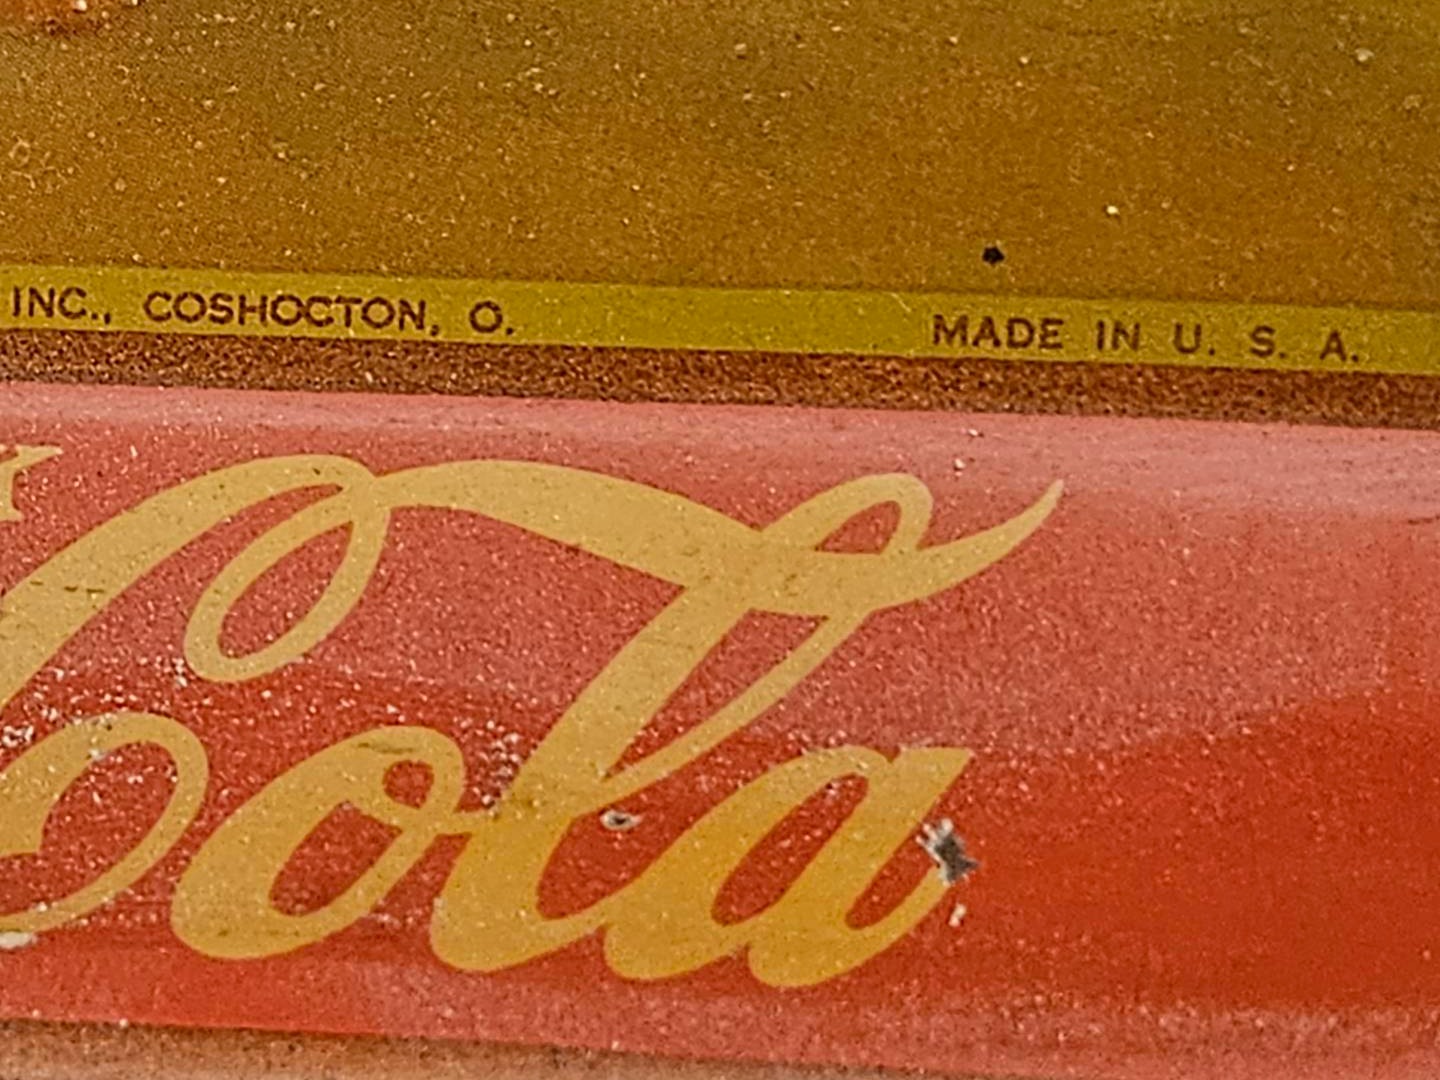 INC., COSHOCTON, O. MADE IN U. S. A.
Cola